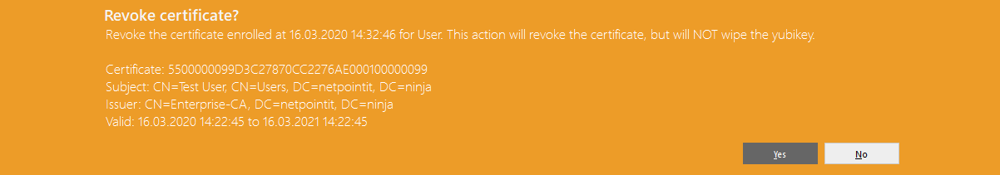 Revoke certificate?
Revoke the certificate enrolled at 16.03.2020 14:32:46 for User. This action will revoke the certificate, but will NOT wipe the yubikey.
Certificate: 5500000099D3C27870CC2276AE000100000099
Subject: CN=Test User, CN=Users, DC=netpointit, DC=ninja
Issuer: CN=Enterprise-CA, DC=netpointit, DC=ninja
Valid: 16.03.2020 14:22:45 to 16.03.2021 14:22:45
Yes No